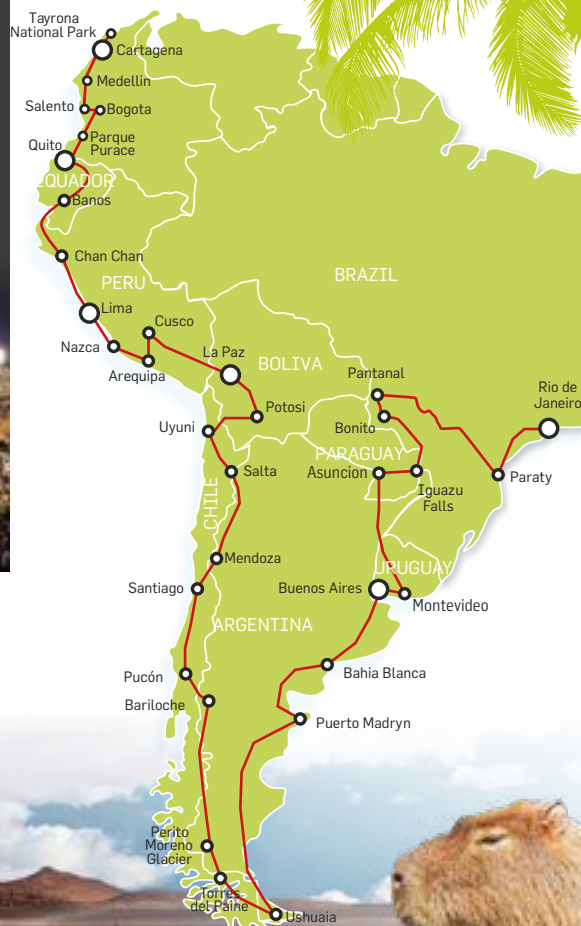 Tayrona
National Park
Cartagena
Medellin
Salento
Bogota
Parque
Purace
Quito
EQUADOR
Banos
Chan Chan
PERU
BRAZIL
Lima
Cusco
Nazca
La Paz
Arequipa
BOLIVA
Pantanal
Rio de
Janeiro
Potosi
Uyuni
Bonito
PARAGUAY
Salta
Asuncion
Iguazu
Falls
Paraty
CHILE
Mendoza
URUGUAY
Santiago
Buenos Aires
Montevideo
ARGENTINA
Pucón
Bahia Blanca
Bariloche
Puerto Madryn
Perito
Moreno
Glacier
Torres
del Paine
Ushuaia